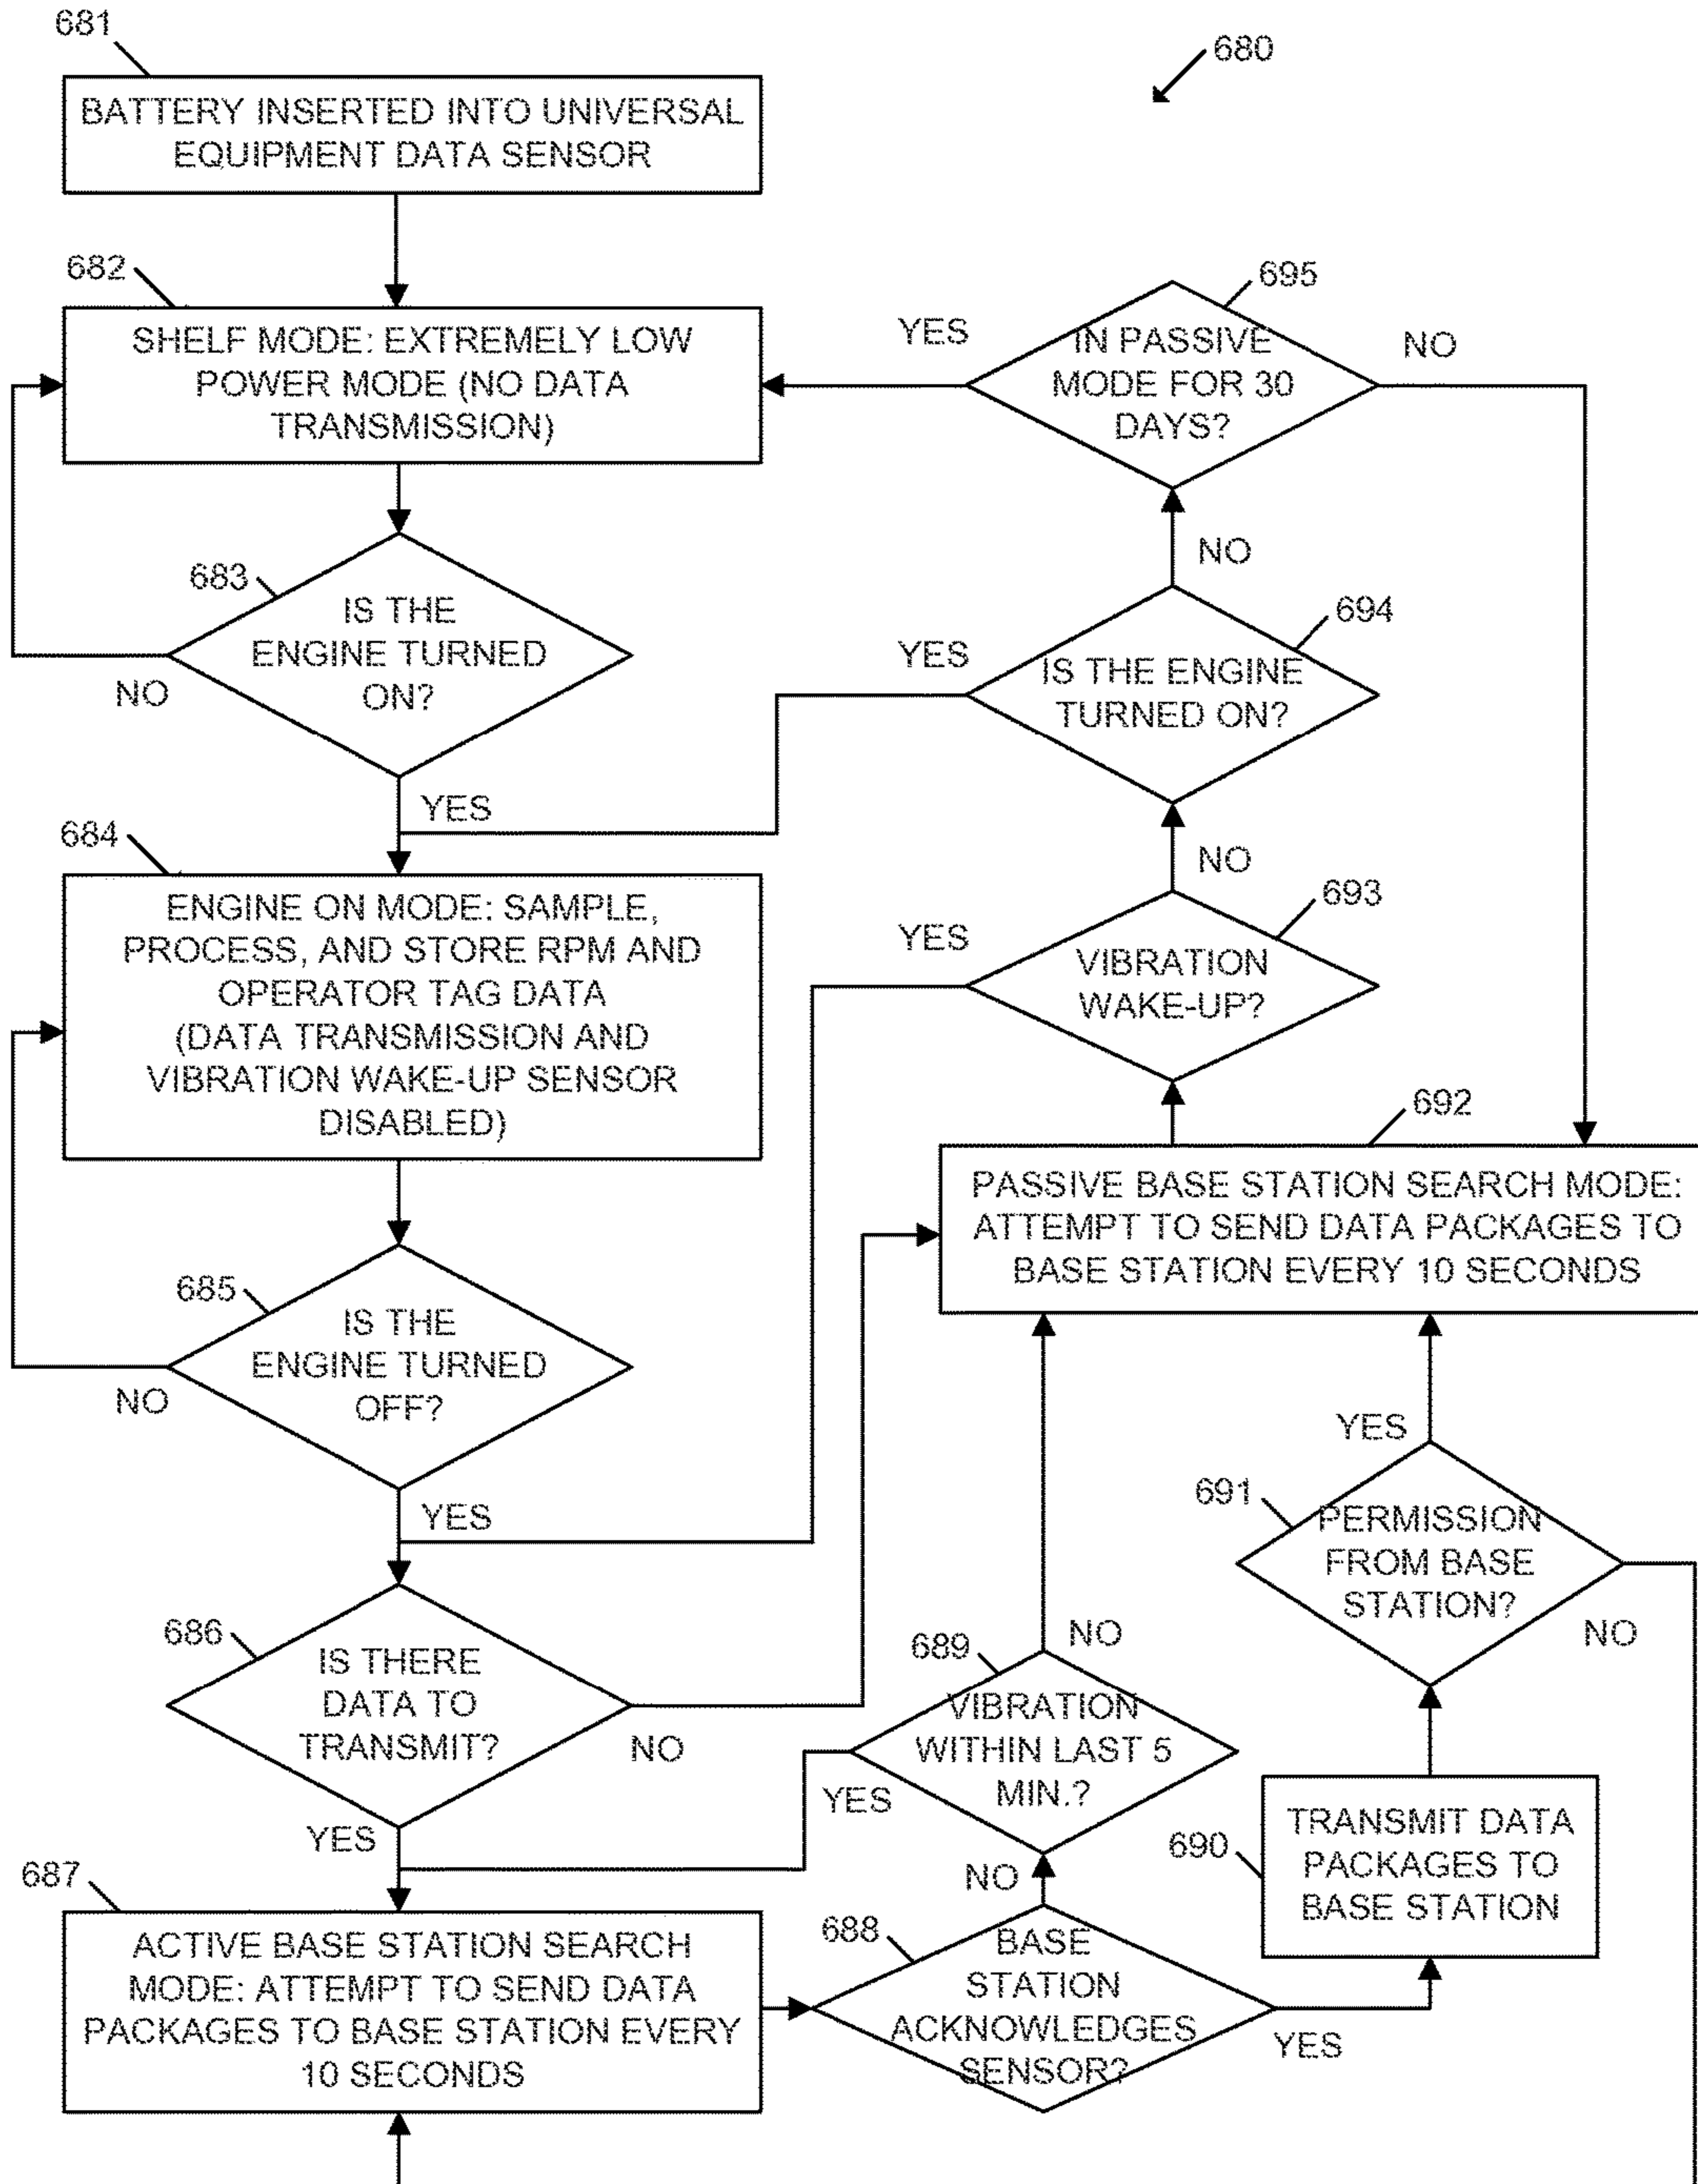 681
680
BATTERY INSERTED INTO UNIVERSAL
EQUIPMENT DATA SENSOR
682
SHELF MODE: EXTREMELY LOW
POWER MODE (NO DATA
TRANSMISSION)
695
YES
IN PASSIVE
MODE FOR 30
DAYS?
NO
683
IS THE
ENGINE TURNED
ON?
NO
YES
NO
694
YES
IS THE ENGINE
TURNED ON?
684
ENGINE ON MODE: SAMPLE,
PROCESS, AND STORE RPM AND
OPERATOR TAG DATA
(DATA TRANSMISSION AND
VIBRATION WAKE-UP SENSOR
DISABLED)
NO
693
YES
VIBRATION
WAKE-UP?
692
PASSIVE BASE STATION SEARCH MODE:
ATTEMPT TO SEND DATA PACKAGES TO
BASE STATION EVERY 10 SECONDS
685
IS THE
ENGINE TURNED
OFF?
NO
YES
YES
691
PERMISSION
FROM BASE
STATION?
NO
686
IS THERE
DATA TO
TRANSMIT?
NO
YES
689
NO
VIBRATION
WITHIN LAST 5
MIN.?
YES
690
TRANSMIT DATA
PACKAGES TO
BASE STATION
687
ACTIVE BASE STATION SEARCH
MODE: ATTEMPT TO SEND DATA
PACKAGES TO BASE STATION EVERY
10 SECONDS
NO
688
BASE
STATION
ACKNOWLEDGES
SENSOR?
YES